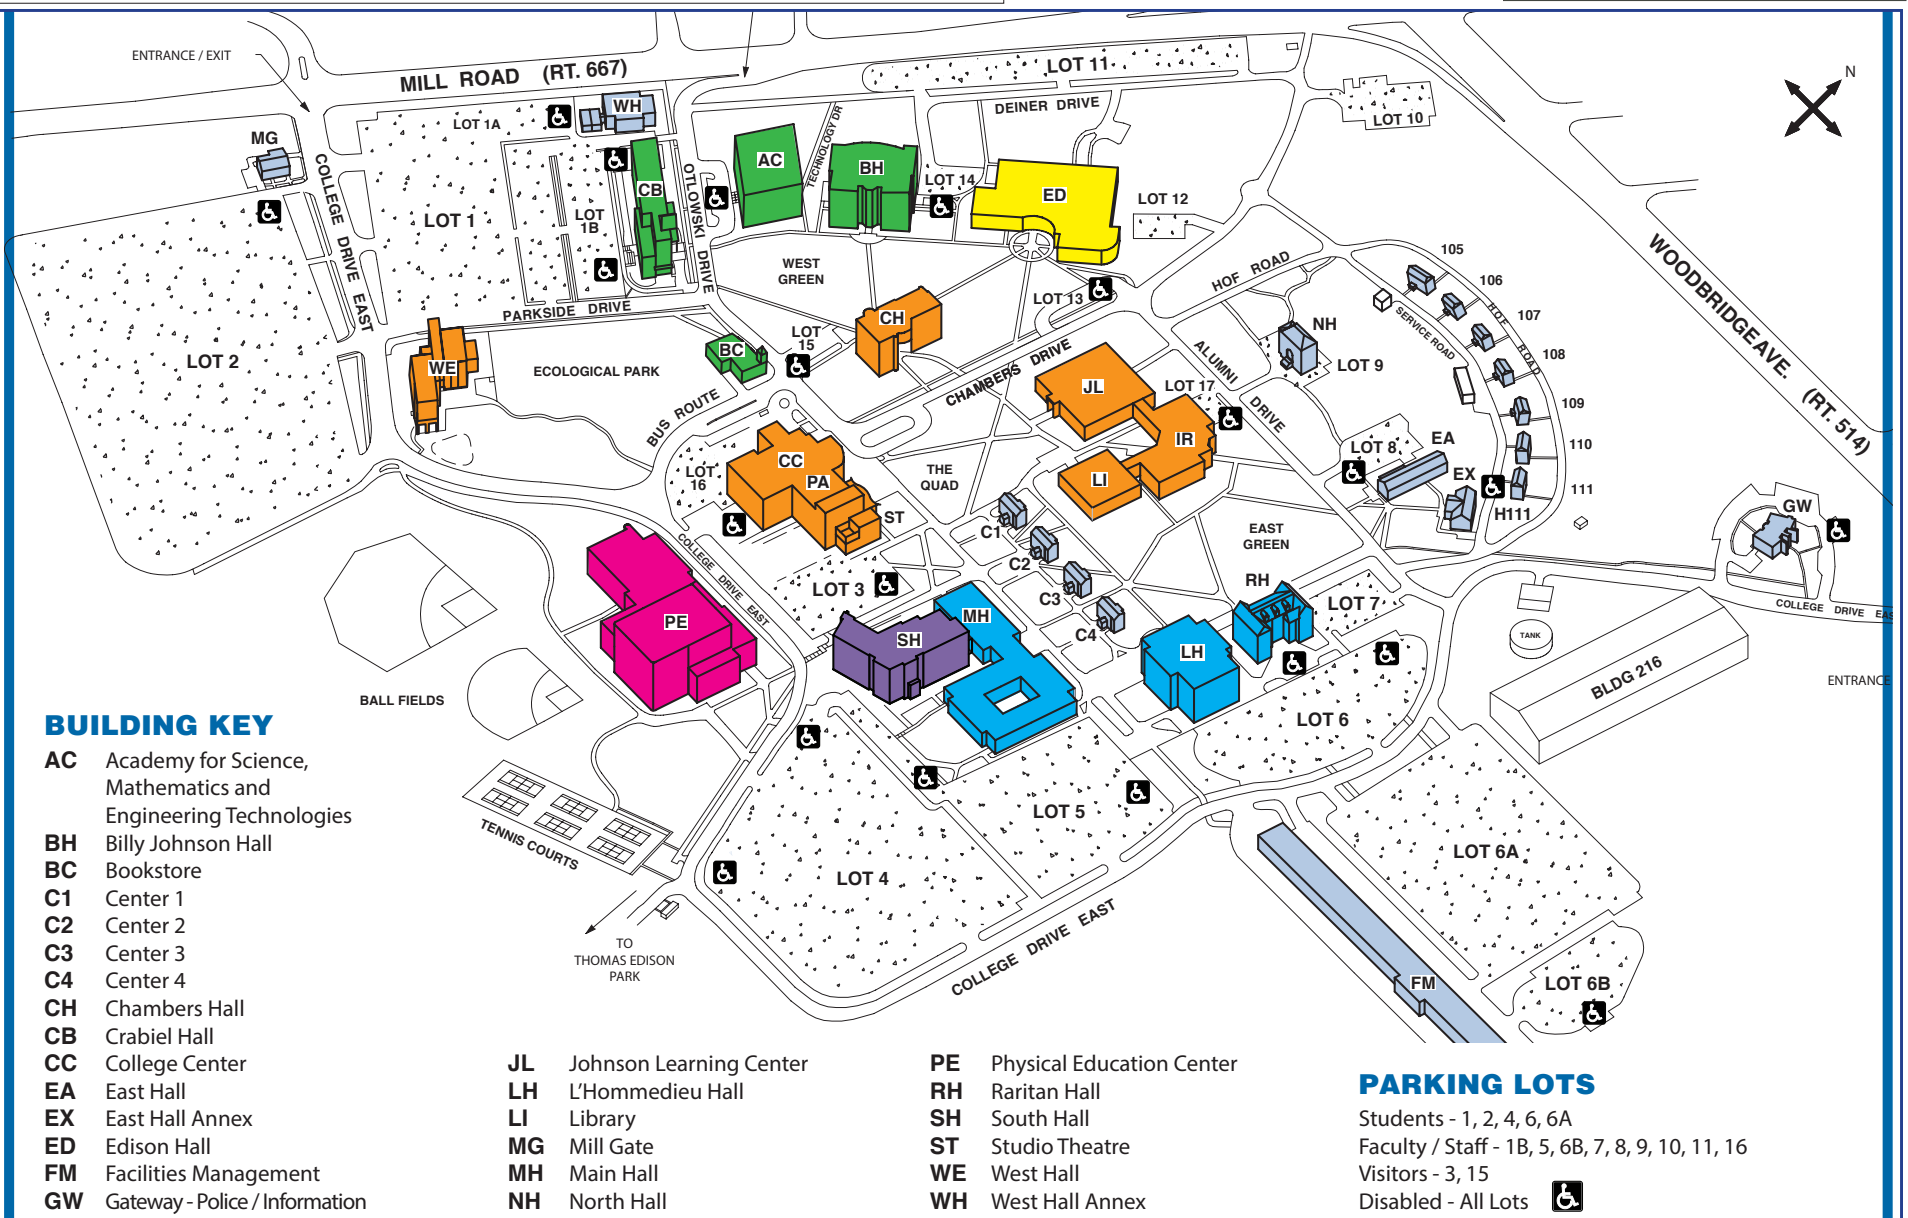 ENTRANCE / EXIT
MILL ROAD (RT. 667)
LOT 11
N
LOT 1A
WH
DEINER DRIVE
LOT 10
MG
COLLEGE DRIVE EAST
CB
OTLOWSKI DRIVE
AC
TECHNOLOGY DR
BH
LOT 14
ED
LOT 12
LOT 1
LOT
1B
WEST
GREEN
HOF ROAD
105
106
107
108
109
110
111
HOF ROAD
SERVICE ROAD
WOODBRIDGEAVE. (RT. 514)
LOT 13
PARKSIDE DRIVE
CH
LOT
15
BC
NH
LOT 9
LOT 2
WE
ECOLOGICAL PARK
CHAMBERS DRIVE
ALUMNI DRIVE
JL
LOT 17
BUS ROUTE
IR
LOT 8
EA
EX
H111
CC
PA
LOT
16
THE
QUAD
LI
ST
GW
C1
C2
C3
C4
EAST
GREEN
COLLEGE DRIVE EAST
LOT 3
RH
LOT 7
COLLEGE DRIVE EAS
TANK
PE
SH
MH
LH
BLDG 216
ENTRANCE
BALL FIELDS
LOT 6
LOT 5
LOT 4
LOT 6A
TENNIS COURTS
COLLEGE DRIVE EAST
TO
THOMAS EDISON
PARK
FM
LOT 6B
BUILDING KEY
AC Academy for Science,
Mathematics and
Engineering Technologies
BH Billy Johnson Hall
BC Bookstore
C1 Center 1
C2 Center 2
C3 Center 3
C4 Center 4
CH Chambers Hall
CB Crabiel Hall
CC College Center
EA East Hall
EX East Hall Annex
ED Edison Hall
FM Facilities Management
GW Gateway - Police / Information
JL Johnson Learning Center
LH L'Hommedieu Hall
LI Library
MG Mill Gate
MH Main Hall
NH North Hall
PE Physical Education Center
RH Raritan Hall
SH South Hall
ST Studio Theatre
WE West Hall
WH West Hall Annex
PARKING LOTS
Students - 1, 2, 4, 6, 6A
Faculty / Staff - 1B, 5, 6B, 7, 8, 9, 10, 11, 16
Visitors - 3, 15
Disabled - All Lots